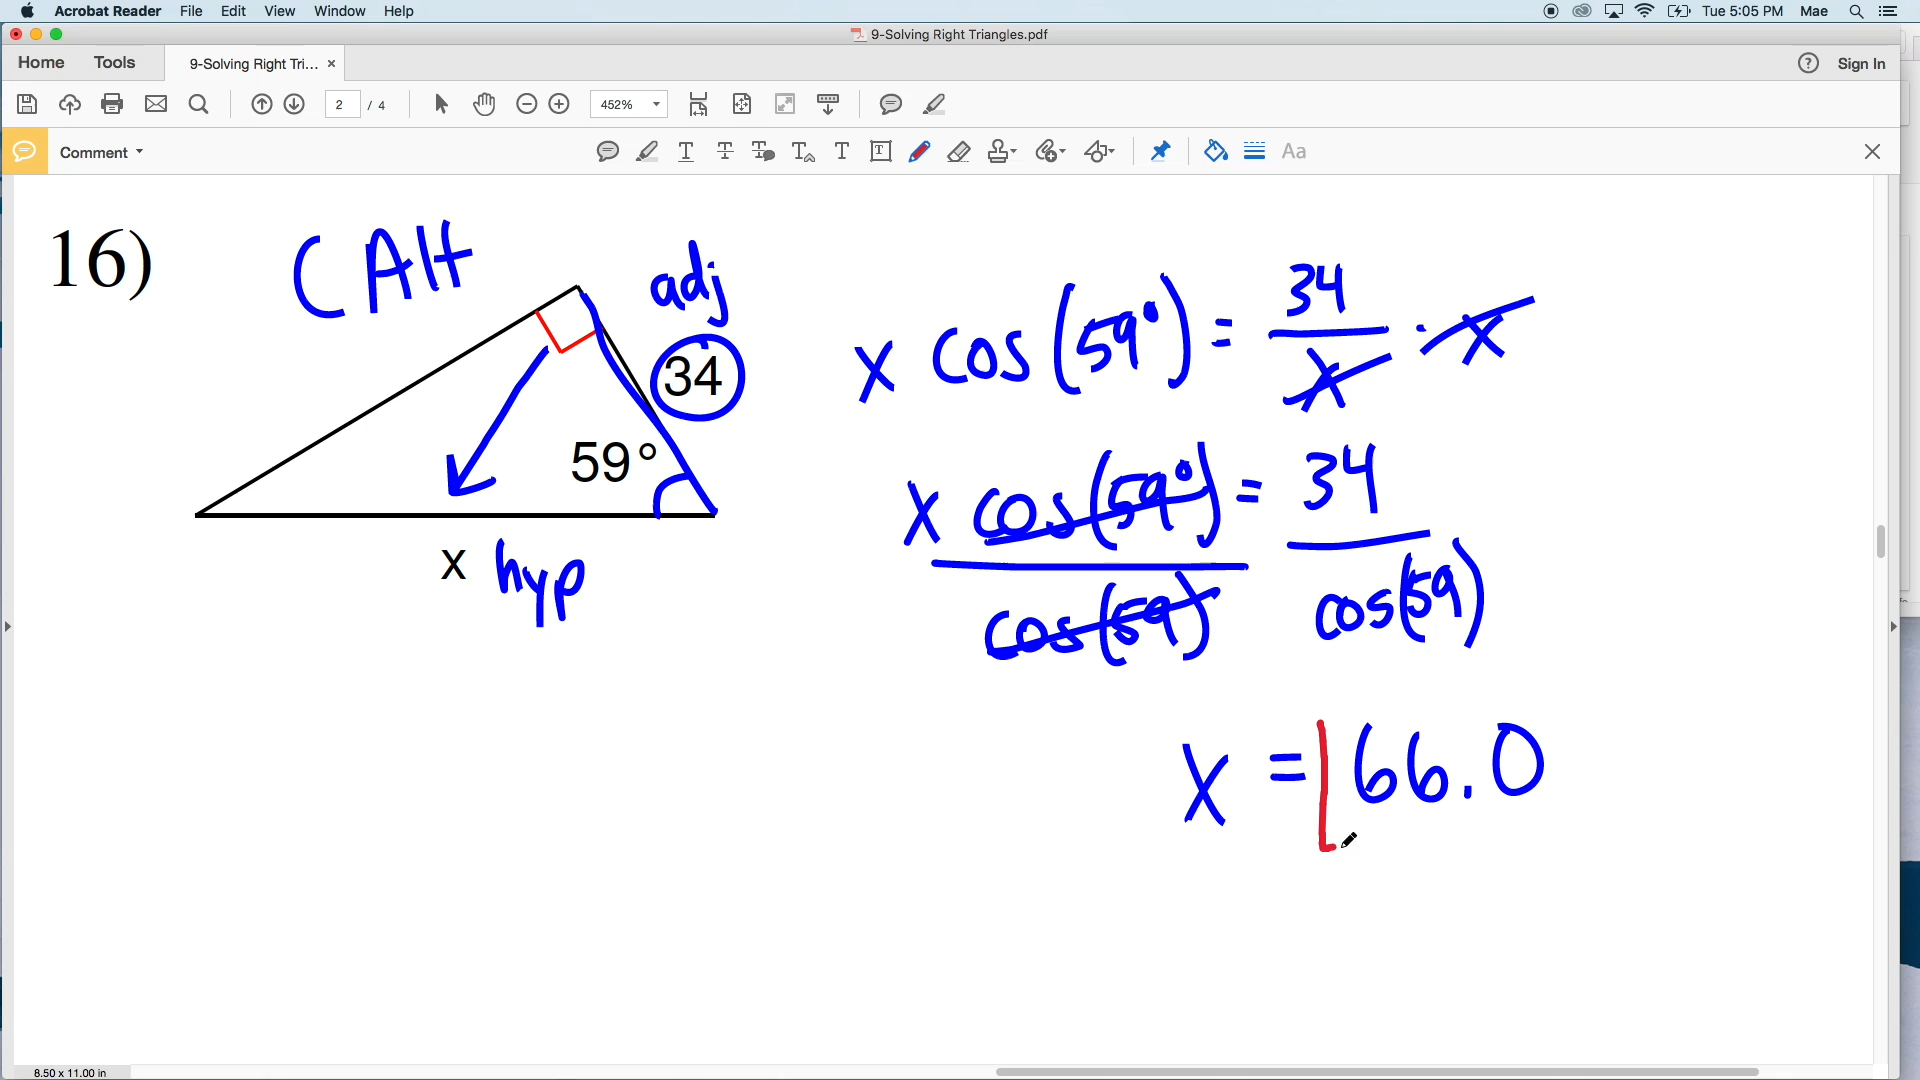 Acrobat Reader File Edit View Window Help Tue 5:05 PM Mae
9-Solving Right Triangles.pdf
Home Tools 9-Solving Right Tri... × ? Sign In
2 / 4 452%
Comment T T T T T T Aa
16)
CAH
adj
34
59°
x hyp
x cos(59°) = 34/x · x
x cos(59°) = 34
cos(59) cos(59)
x = 66.0
8.50 x 11.00 in